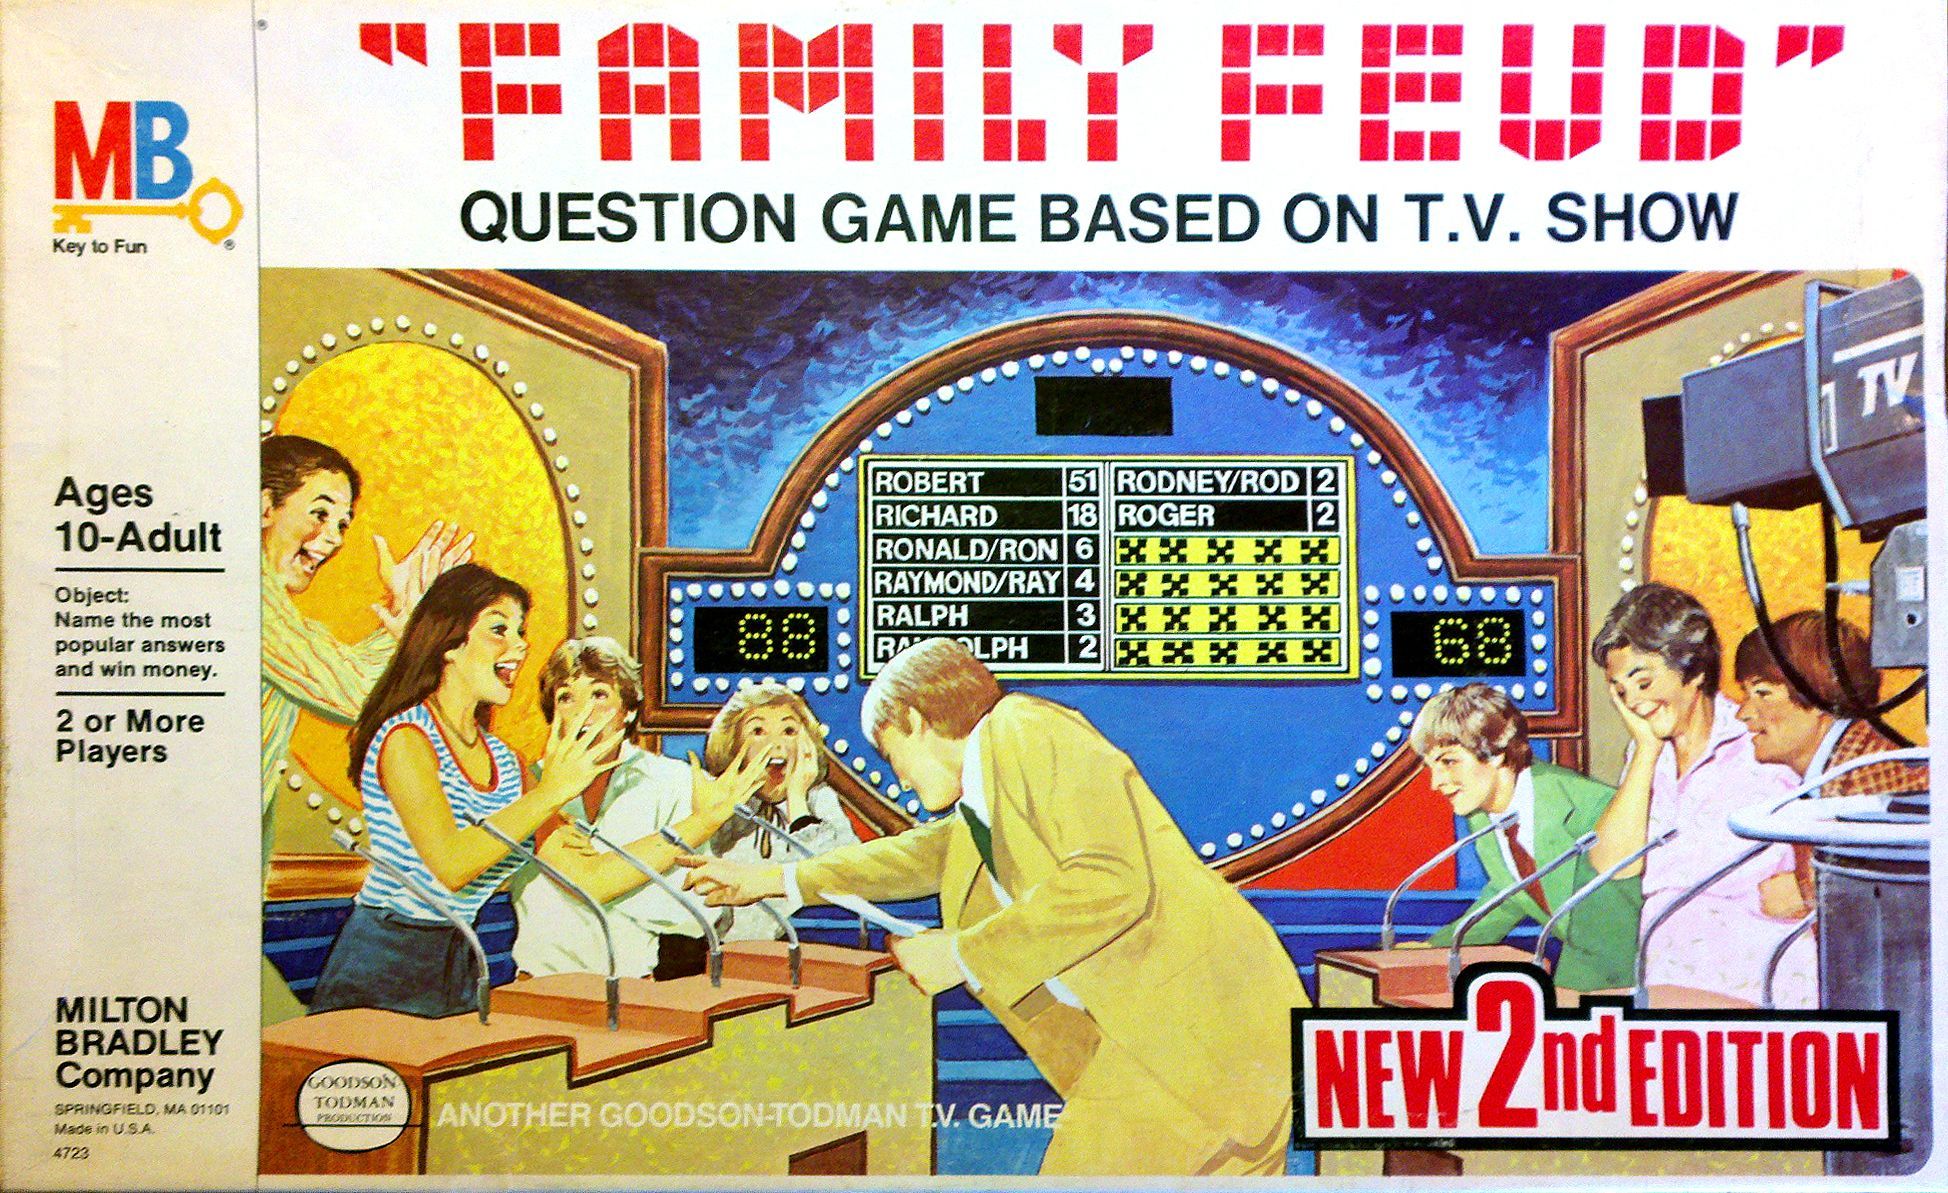 "FAMILY FEUD"
QUESTION GAME BASED ON T.V. SHOW
MB
Key to Fun
®
®
Ages
10-Adult
Object:
Name the most
popular answers
and win money.
2 or More
Players
MILTON
BRADLEY
Company
SPRINGFIELD, MA 01101
Made in U.S.A.
4723
ROBERT 51
RICHARD 18
RONALD/RON 6
RAYMOND/RAY 4
RALPH 3
RA OLPH 2
RODNEY/ROD 2
ROGER 2
88
68
TV
GOODSON
TODMAN
PRODUCTION
ANOTHER GOODSON-TODMAN T.V. GAME
NEW 2nd EDITION